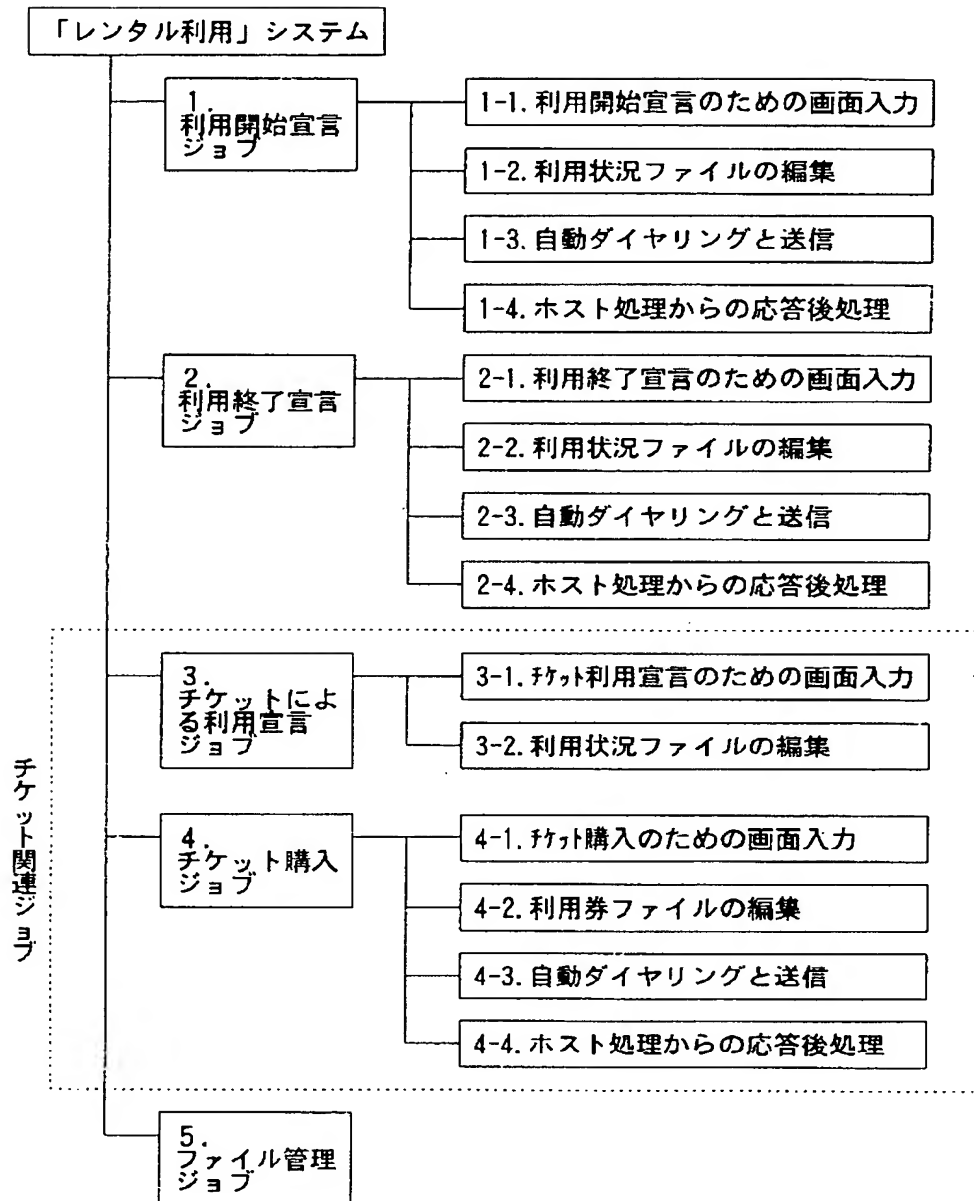 「レンタル利用」システム
1.
利用開始宣言
ジョブ
1-1.利用開始宣言のための画面入力
1-2.利用状況ファイルの編集
1-3.自動ダイヤリングと送信
1-4.ホスト処理からの応答後処理
2.
利用終了宣言
ジョブ
2-1.利用終了宣言のための画面入力
2-2.利用状況ファイルの編集
2-3.自動ダイヤリングと送信
2-4.ホスト処理からの応答後処理
チケット関連ジョブ
3.
チケットによ
る利用宣言
ジョブ
3-1.ﾁｹｯﾄ利用宣言のための画面入力
3-2.利用状況ファイルの編集
4.
チケット購入
ジョブ
4-1.ﾁｹｯﾄ購入のための画面入力
4-2.利用券ファイルの編集
4-3.自動ダイヤリングと送信
4-4.ホスト処理からの応答後処理
5.
ファイル管理
ジョブ